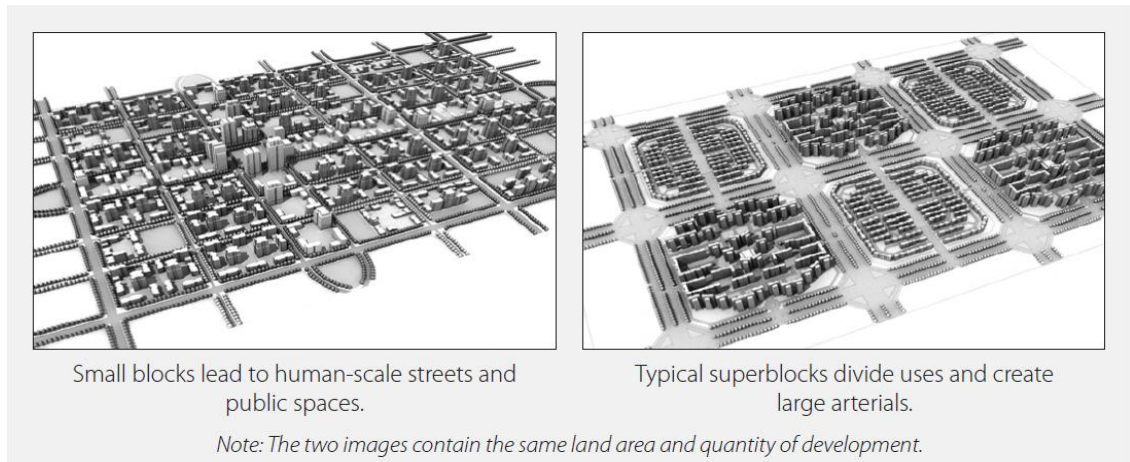 Small blocks lead to human-scale streets and
public spaces.
Typical superblocks divide uses and create
large arterials.
Note: The two images contain the same land area and quantity of development.